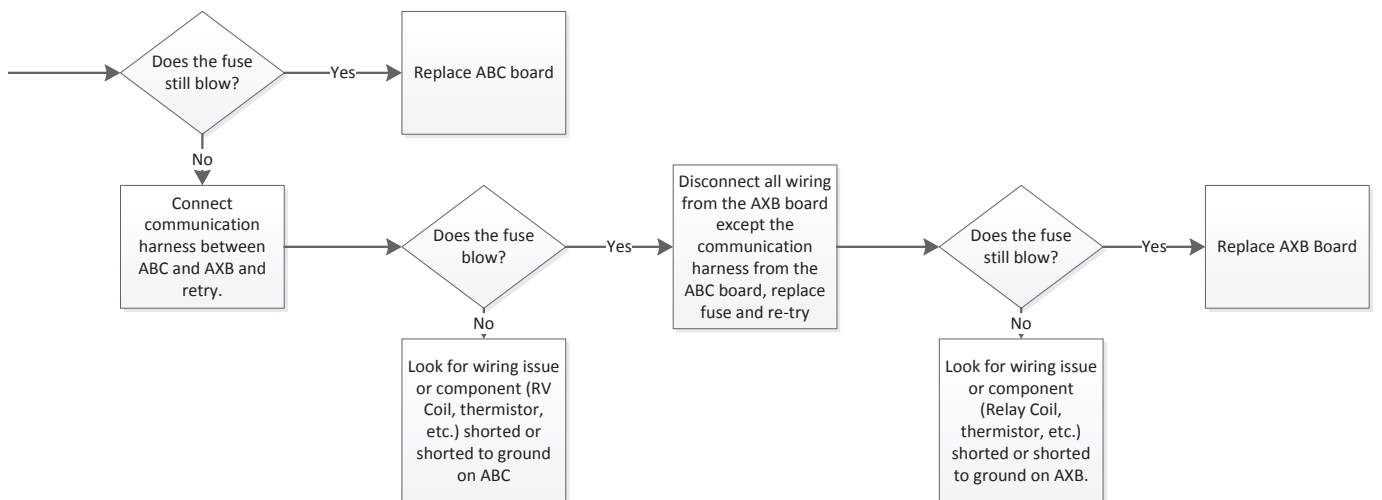 Does the fuse
still blow?
Yes
Replace ABC board
No
Connect
communication
harness between
ABC and AXB and
retry.
Does the fuse
blow?
Yes
Disconnect all wiring
from the AXB board
except the
communication
harness from the
ABC board, replace
fuse and re-try
Does the fuse
still blow?
Yes
Replace AXB Board
No
Look for wiring issue
or component (RV
Coil, thermistor,
etc.) shorted or
shorted to ground
on ABC
No
Look for wiring issue
or component
(Relay Coil,
thermistor, etc.)
shorted or shorted
to ground on AXB.